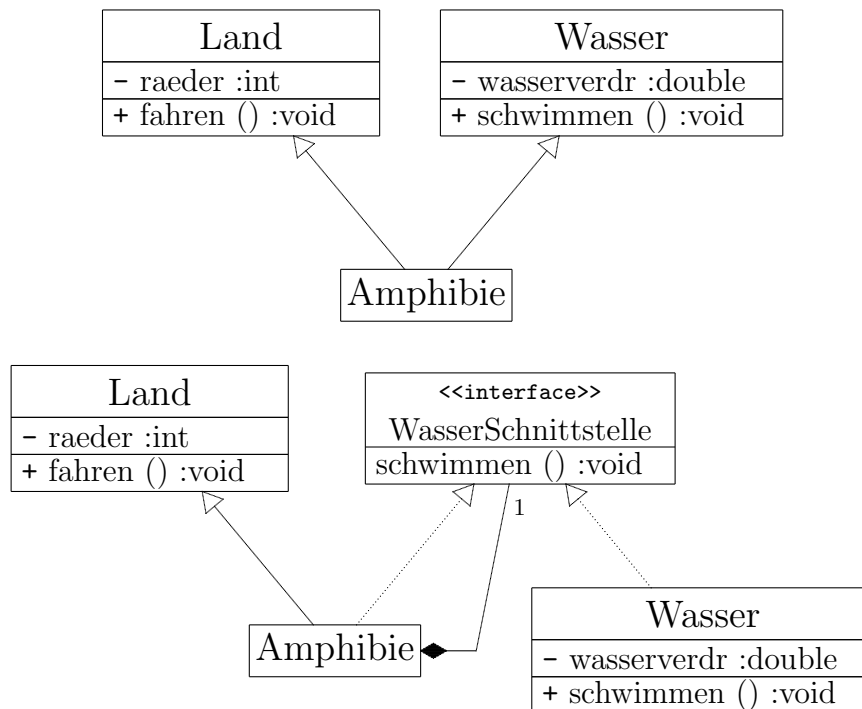 Land
- raeder :int
+ fahren () :void
Wasser
- wasserverdr :double
+ schwimmen () :void
Amphibie
Land
- raeder :int
+ fahren () :void
<<interface>>
WasserSchnittstelle
schwimmen () :void
1
Amphibie
Wasser
- wasserverdr :double
+ schwimmen () :void